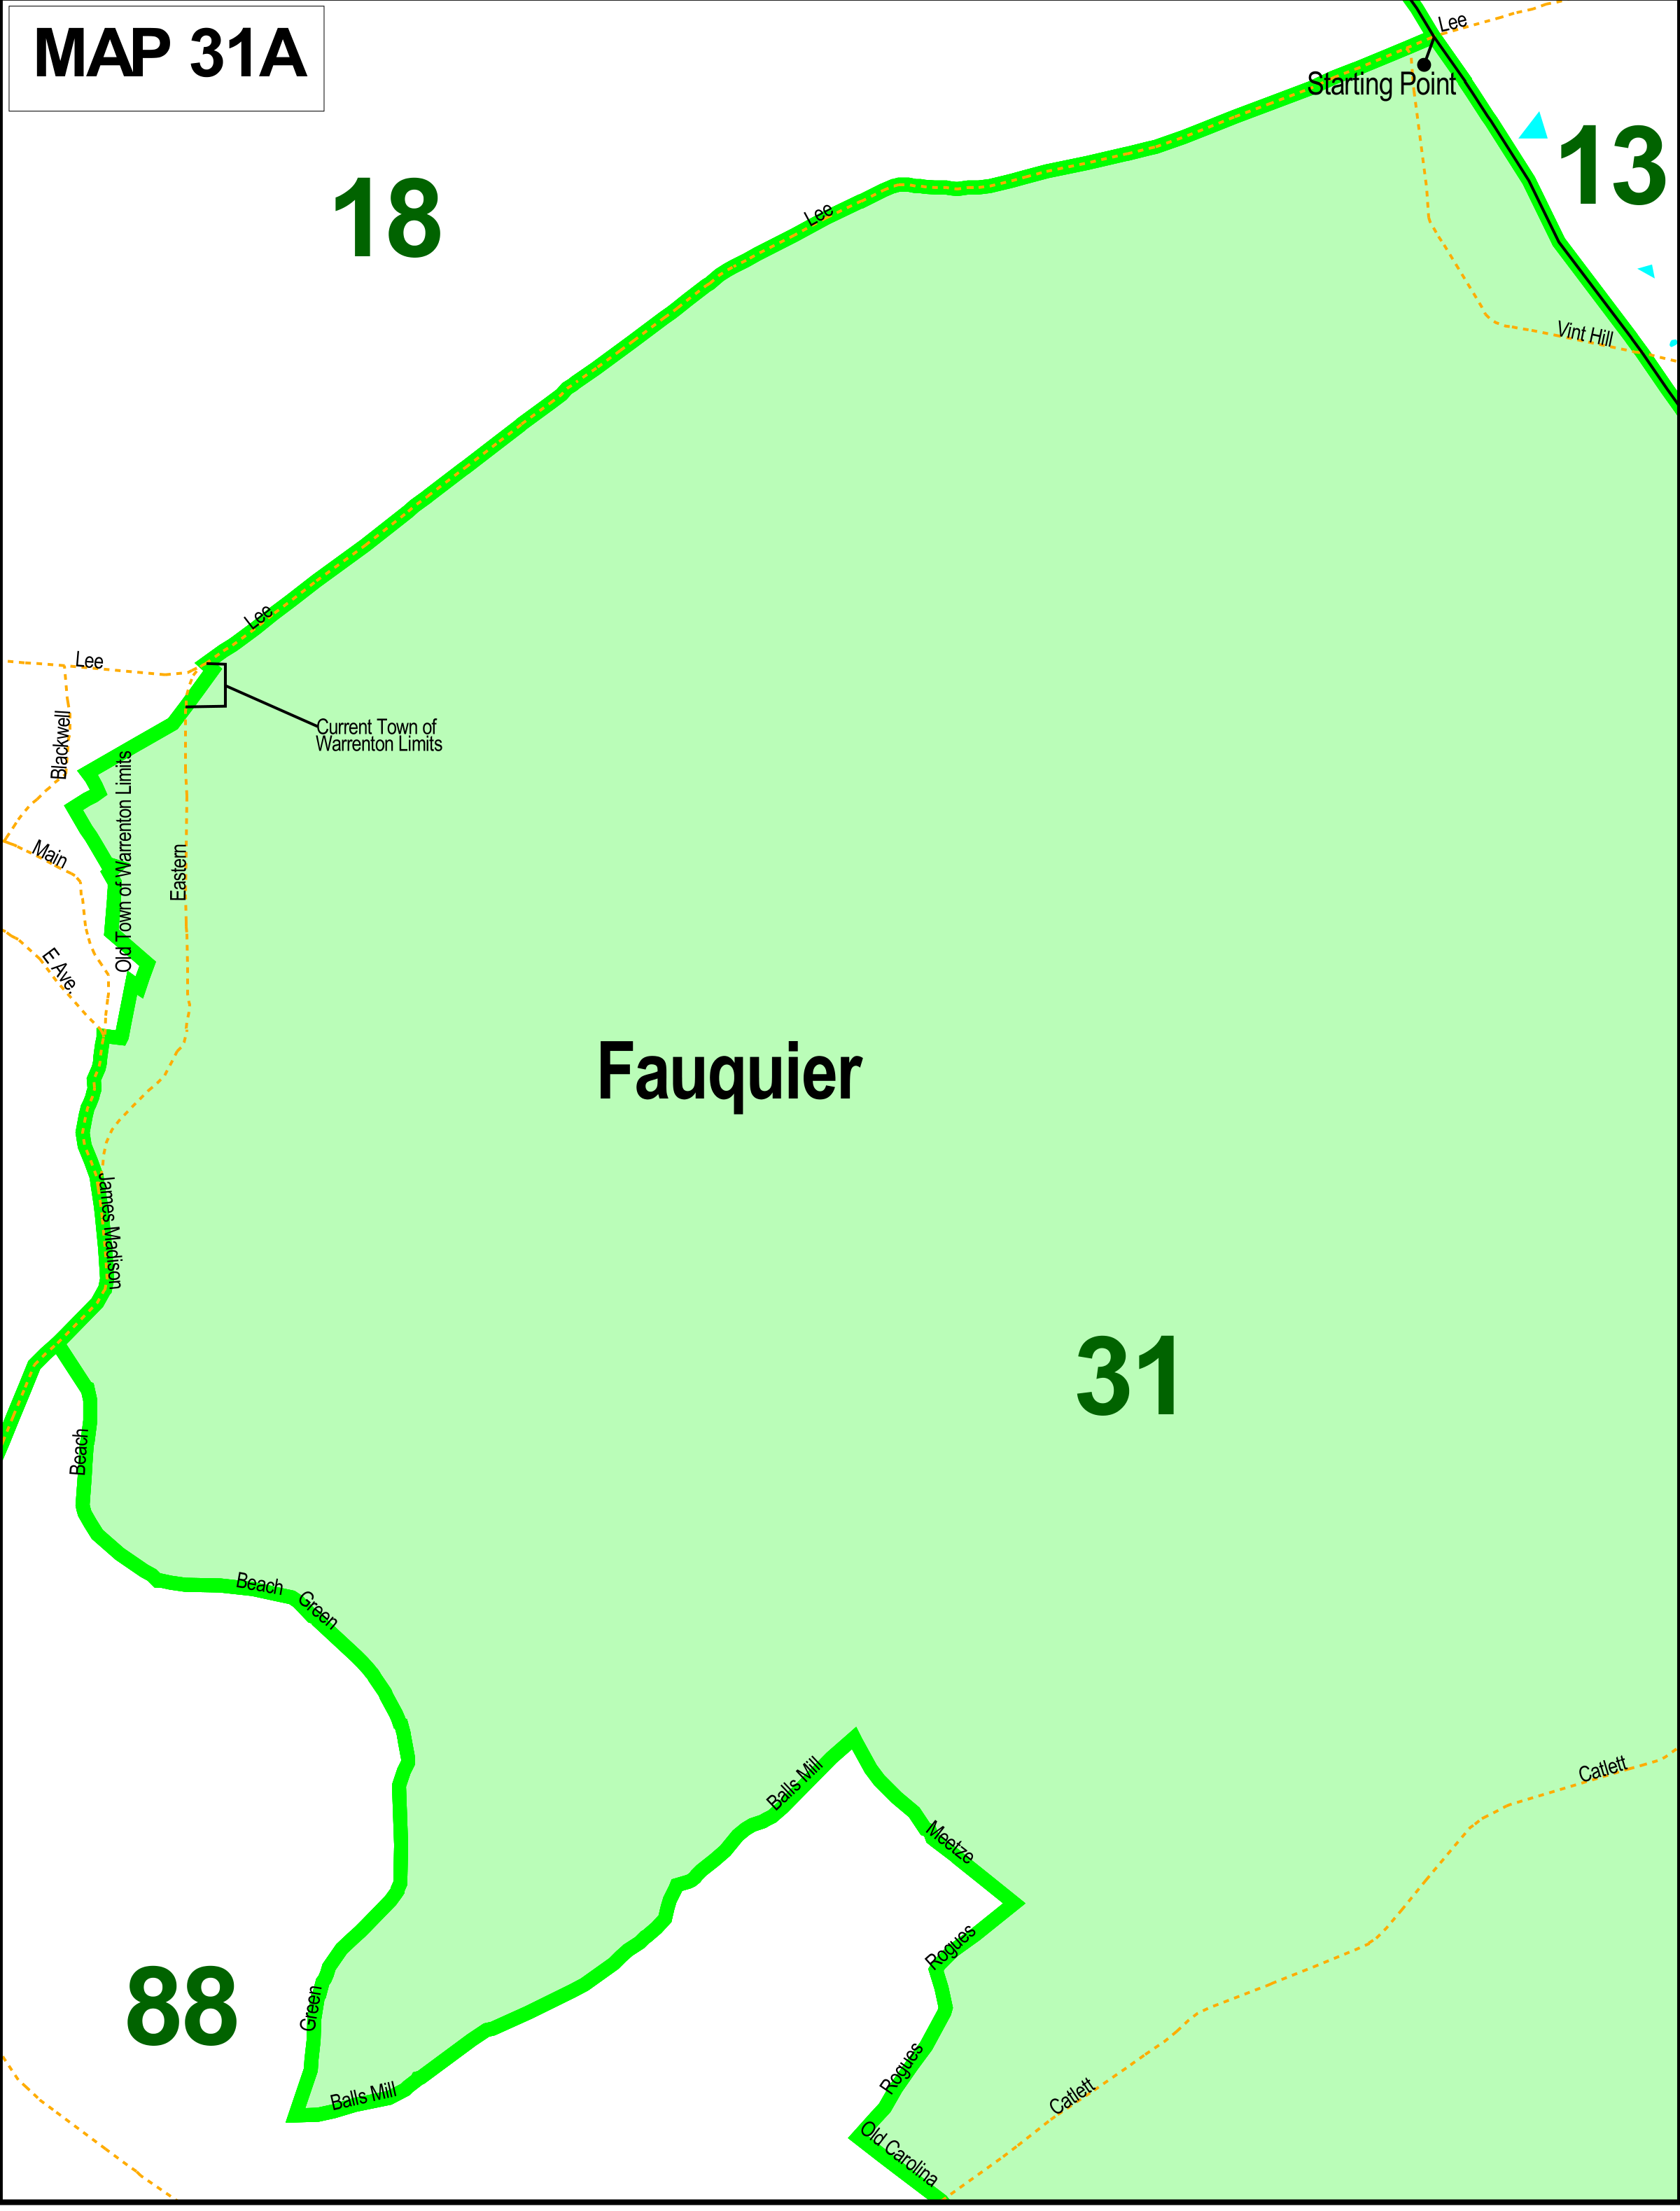 MAP 31A
Lee
Starting Point
13
18
Lee
Vint Hill
Lee
Lee
Current Town of
Warrenton Limits
Blackwell
Old Town of Warrenton Limits
Main
Eastern
E Ave.
Fauquier
James Madison
31
Beach
Beach
Green
Catlett
Balls Mill
Meetze
Rogues
88
Green
Rogues
Balls Mill
Catlett
Old Carolina